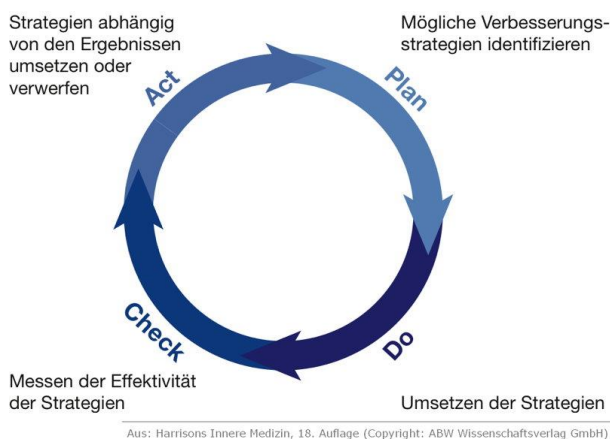 Strategien abhängig
von den Ergebnissen
umsetzen oder
verwerfen
Act
Mögliche Verbesserungs-
strategien identifizieren
Plan
Do
Umsetzen der Strategien
Check
Messen der Effektivität
der Strategien
Aus: Harrisons Innere Medizin, 18. Auflage (Copyright: ABW Wissenschaftsverlag GmbH)